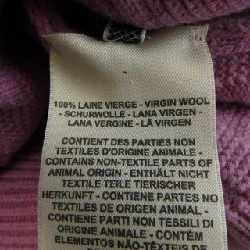 -
100% LAINE VIERGE - VIRGIN WOOL
- SCHURWOLLE - LANA VIRGEN -
LANA VERGINE - LÃ VIRGEN
CONTIENT DES PARTIES NON
TEXTILES D'ORIGINE ANIMALE -
CONTAINS NON-TEXTILE PARTS OF
ANIMAL ORIGIN - ENTHÄLT NICHT
TEXTILE TEILE TIERISCHER
HERKUNFT - CONTIENE PARTES NO
TEXTILES DE ORIGEN ANIMAL -
CONTIENE PARTI NON TESSILI DI
ORIGINE ANIMALE - CONTÉM
ELEMENTOS NÃO-TÊXTEIS DE